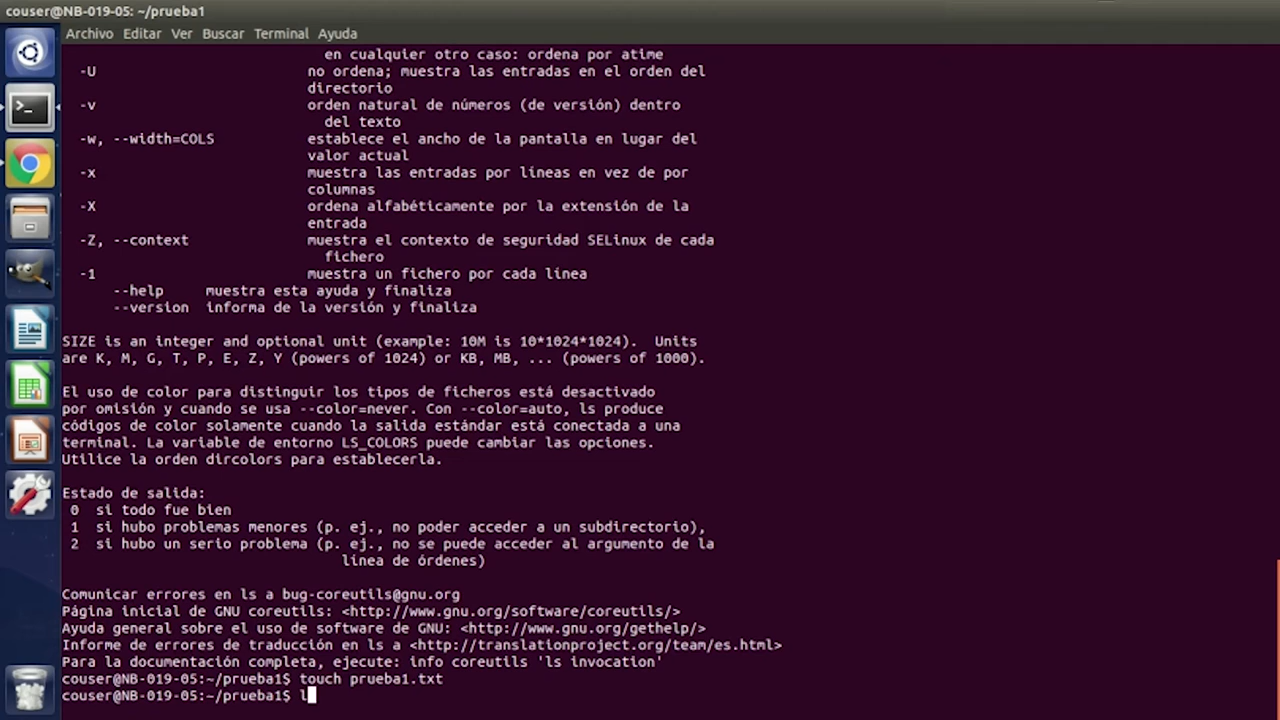 couser@NB-019-05: ~/prueba1
Archivo Editar Ver Buscar Terminal Ayuda
en cualquier otro caso: ordena por atime
-U no ordena; muestra las entradas en el orden del
directorio
-v orden natural de números (de versión) dentro
del texto
-w, --width=COLS establece el ancho de la pantalla en lugar del
valor actual
-x muestra las entradas por líneas en vez de por
columnas
-X ordena alfabéticamente por la extensión de la
entrada
-Z, --context muestra el contexto de seguridad SELinux de cada
fichero
-1 muestra un fichero por cada línea
--help muestra esta ayuda y finaliza
--version informa de la versión y finaliza
SIZE is an integer and optional unit (example: 10M is 10*1024*1024). Units
are K, M, G, T, P, E, Z, Y (powers of 1024) or KB, MB, ... (powers of 1000).
El uso de color para distinguir los tipos de ficheros está desactivado
por omisión y cuando se usa --color=never. Con --color=auto, ls produce
códigos de color solamente cuando la salida estándar está conectada a una
terminal. La variable de entorno LS_COLORS puede cambiar las opciones.
Utilice la orden dircolors para establecerla.
Estado de salida:
0 si todo fue bien
1 si hubo problemas menores (p. ej., no poder acceder a un subdirectorio),
2 si hubo un serio problema (p. ej., no se puede acceder al argumento de la
línea de órdenes)
Comunicar errores en ls a bug-coreutils@gnu.org
Página inicial de GNU coreutils: <http://www.gnu.org/software/coreutils/>
Ayuda general sobre el uso de software de GNU: <http://www.gnu.org/gethelp/>
Informe de errores de traducción en ls a <http://translationproject.org/team/es.html>
Para la documentación completa, ejecute: info coreutils 'ls invocation'
couser@NB-019-05:~/prueba1$ touch prueba1.txt
couser@NB-019-05:~/prueba1$ l